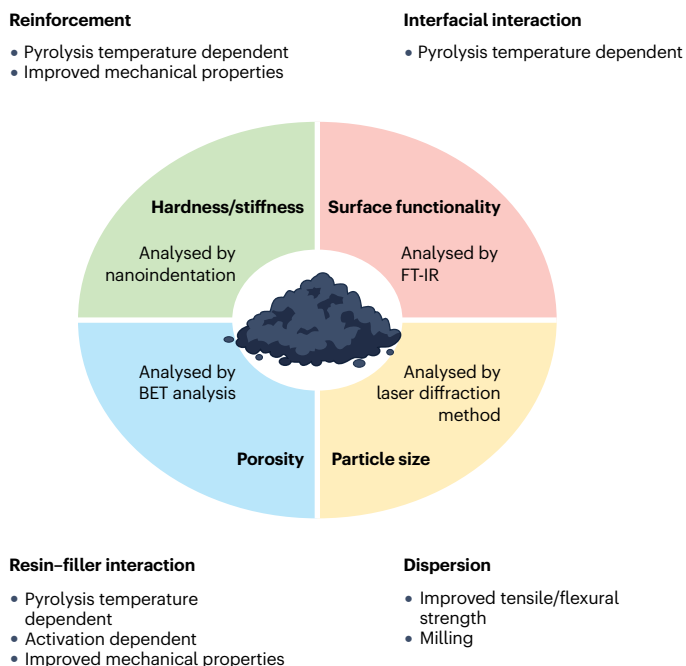 Reinforcement
• Pyrolysis temperature dependent
• Improved mechanical properties
Interfacial interaction
• Pyrolysis temperature dependent
Hardness/stiffness
Analysed by
nanoindentation
Surface functionality
Analysed by
FT-IR
Analysed by
BET analysis
Porosity
Analysed by
laser diffraction
method
Particle size
Resin–filler interaction
• Pyrolysis temperature
dependent
• Activation dependent
• Improved mechanical properties
Dispersion
• Improved tensile/flexural
strength
• Milling